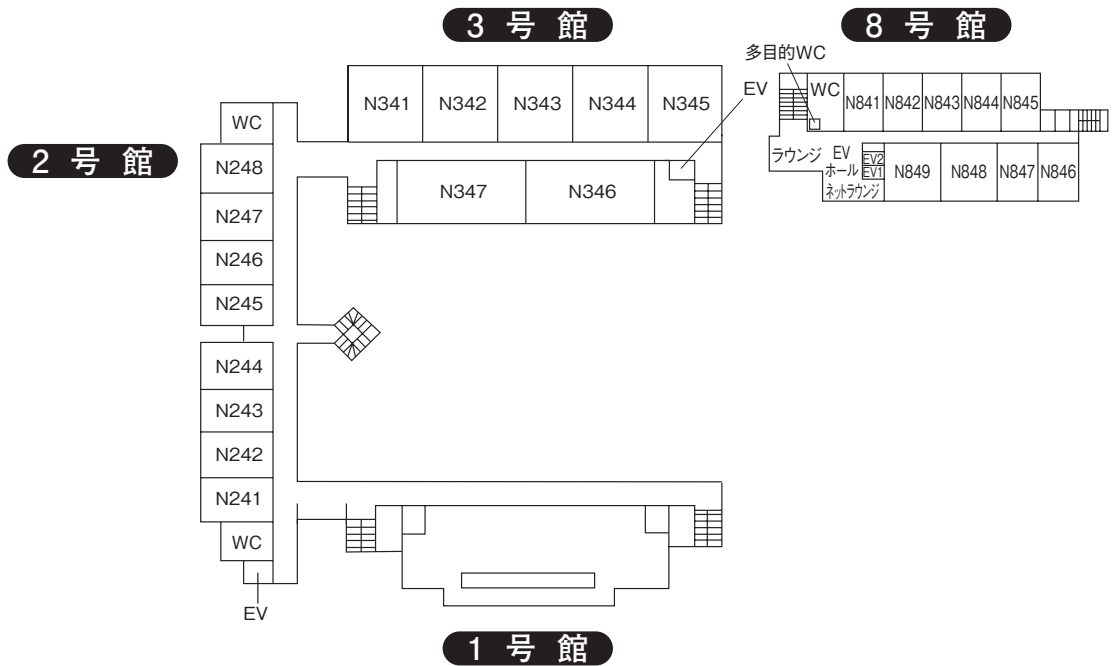 3 号 館
8 号 館
多目的WC
EV
N341
N342
N343
N344
N345
WC
N841
N842
N843
N844
N845
WC
2 号 館
N248
N347
N346
ラウンジ
EV
ホール
ネットラウンジ
EV2
EV1
N849
N848
N847
N846
N247
N246
N245
N244
N243
N242
N241
WC
EV
1 号 館